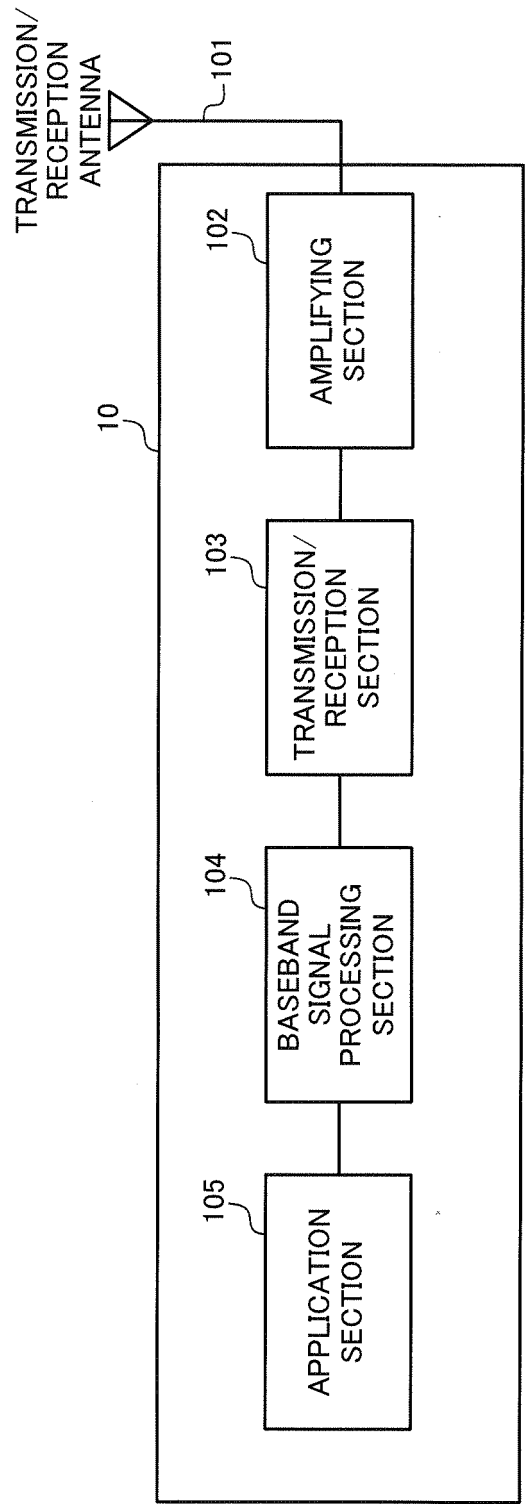 TRANSMISSION/
RECEPTION
ANTENNA
101
10
102
AMPLIFYING
SECTION
103
TRANSMISSION/
RECEPTION
SECTION
104
BASEBAND
SIGNAL
PROCESSING
SECTION
105
APPLICATION
SECTION